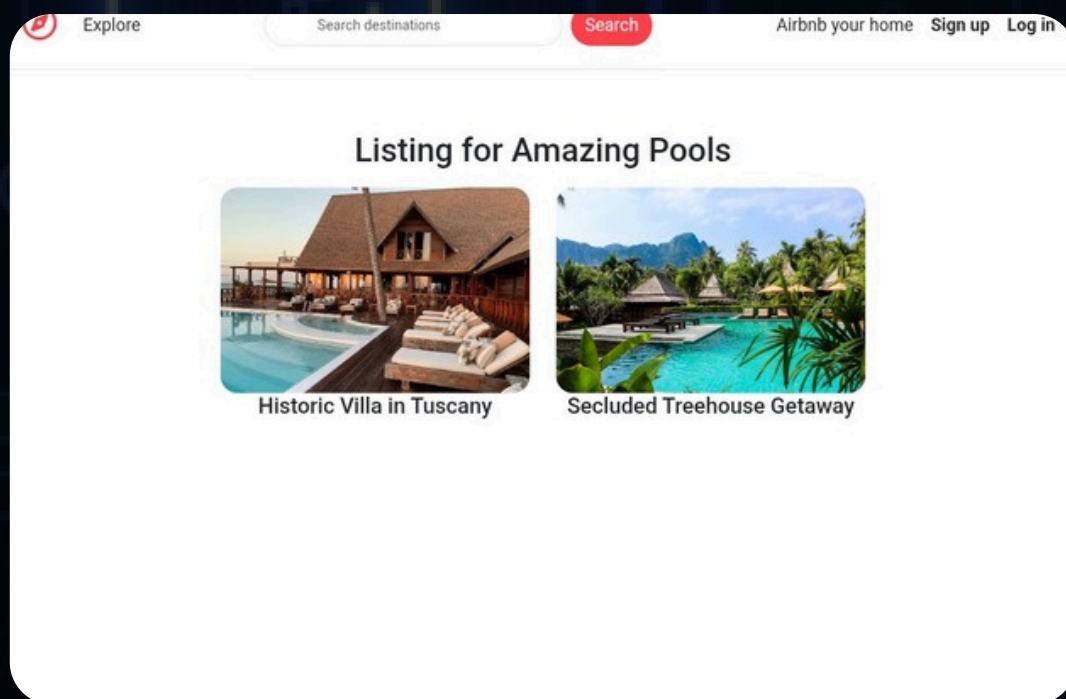 Explore
Search destinations
Search
Airbnb your home Sign up Log in
Listing for Amazing Pools
Historic Villa in Tuscany
Secluded Treehouse Getaway